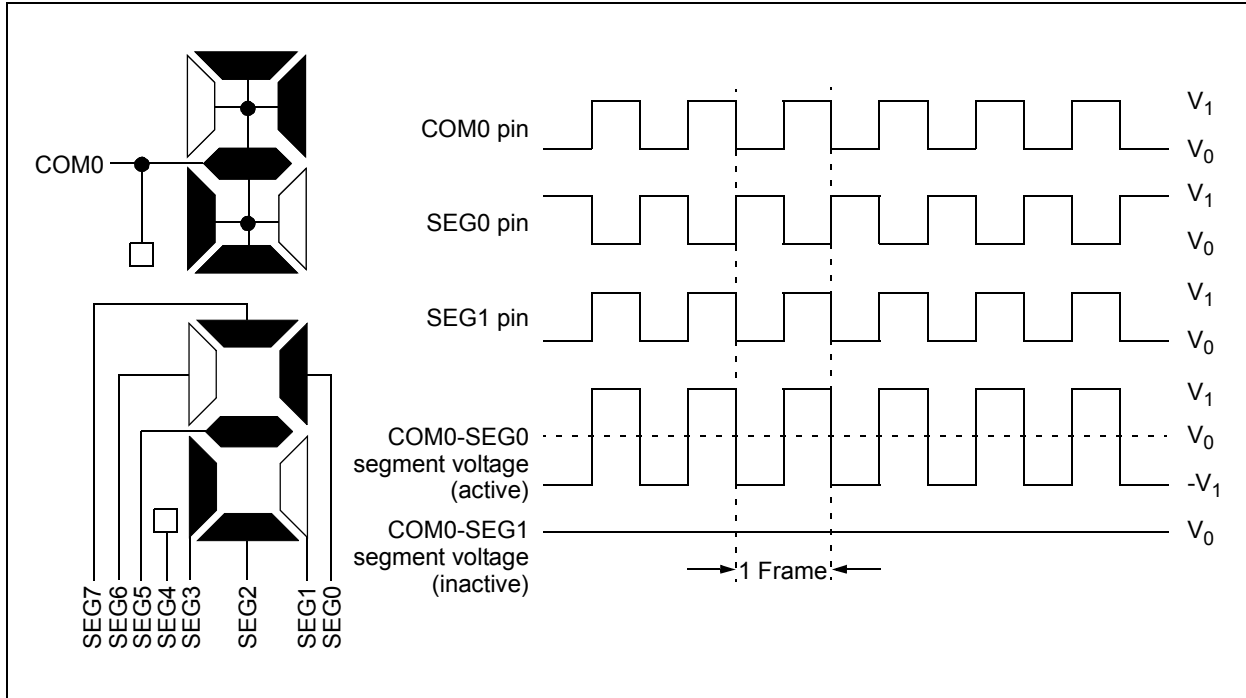 COM0
SEG7
SEG6
SEG5
SEG4
SEG3
SEG2
SEG1
SEG0
COM0 pin
V1
V0
SEG0 pin
V1
V0
SEG1 pin
V1
V0
COM0-SEG0
segment voltage
(active)
V1
V0
-V1
COM0-SEG1
segment voltage
(inactive)
V0
1 Frame